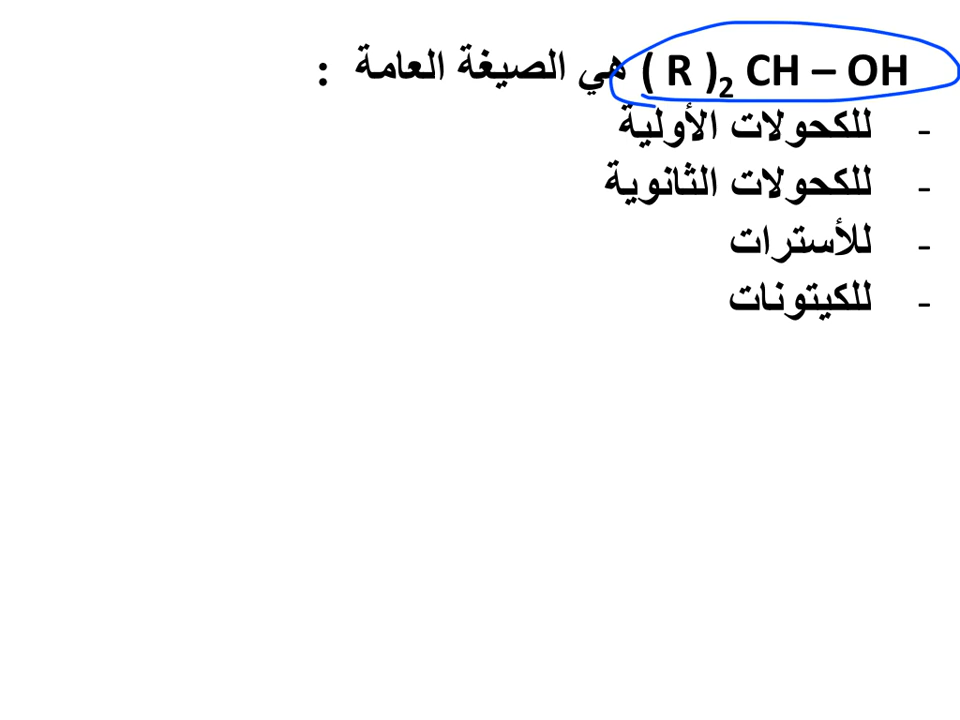 ( R )₂ CH – OH هي الصيغة العامة :
- للكحولات الأولية
- للكحولات الثانوية
- للأسترات
- للكيتونات